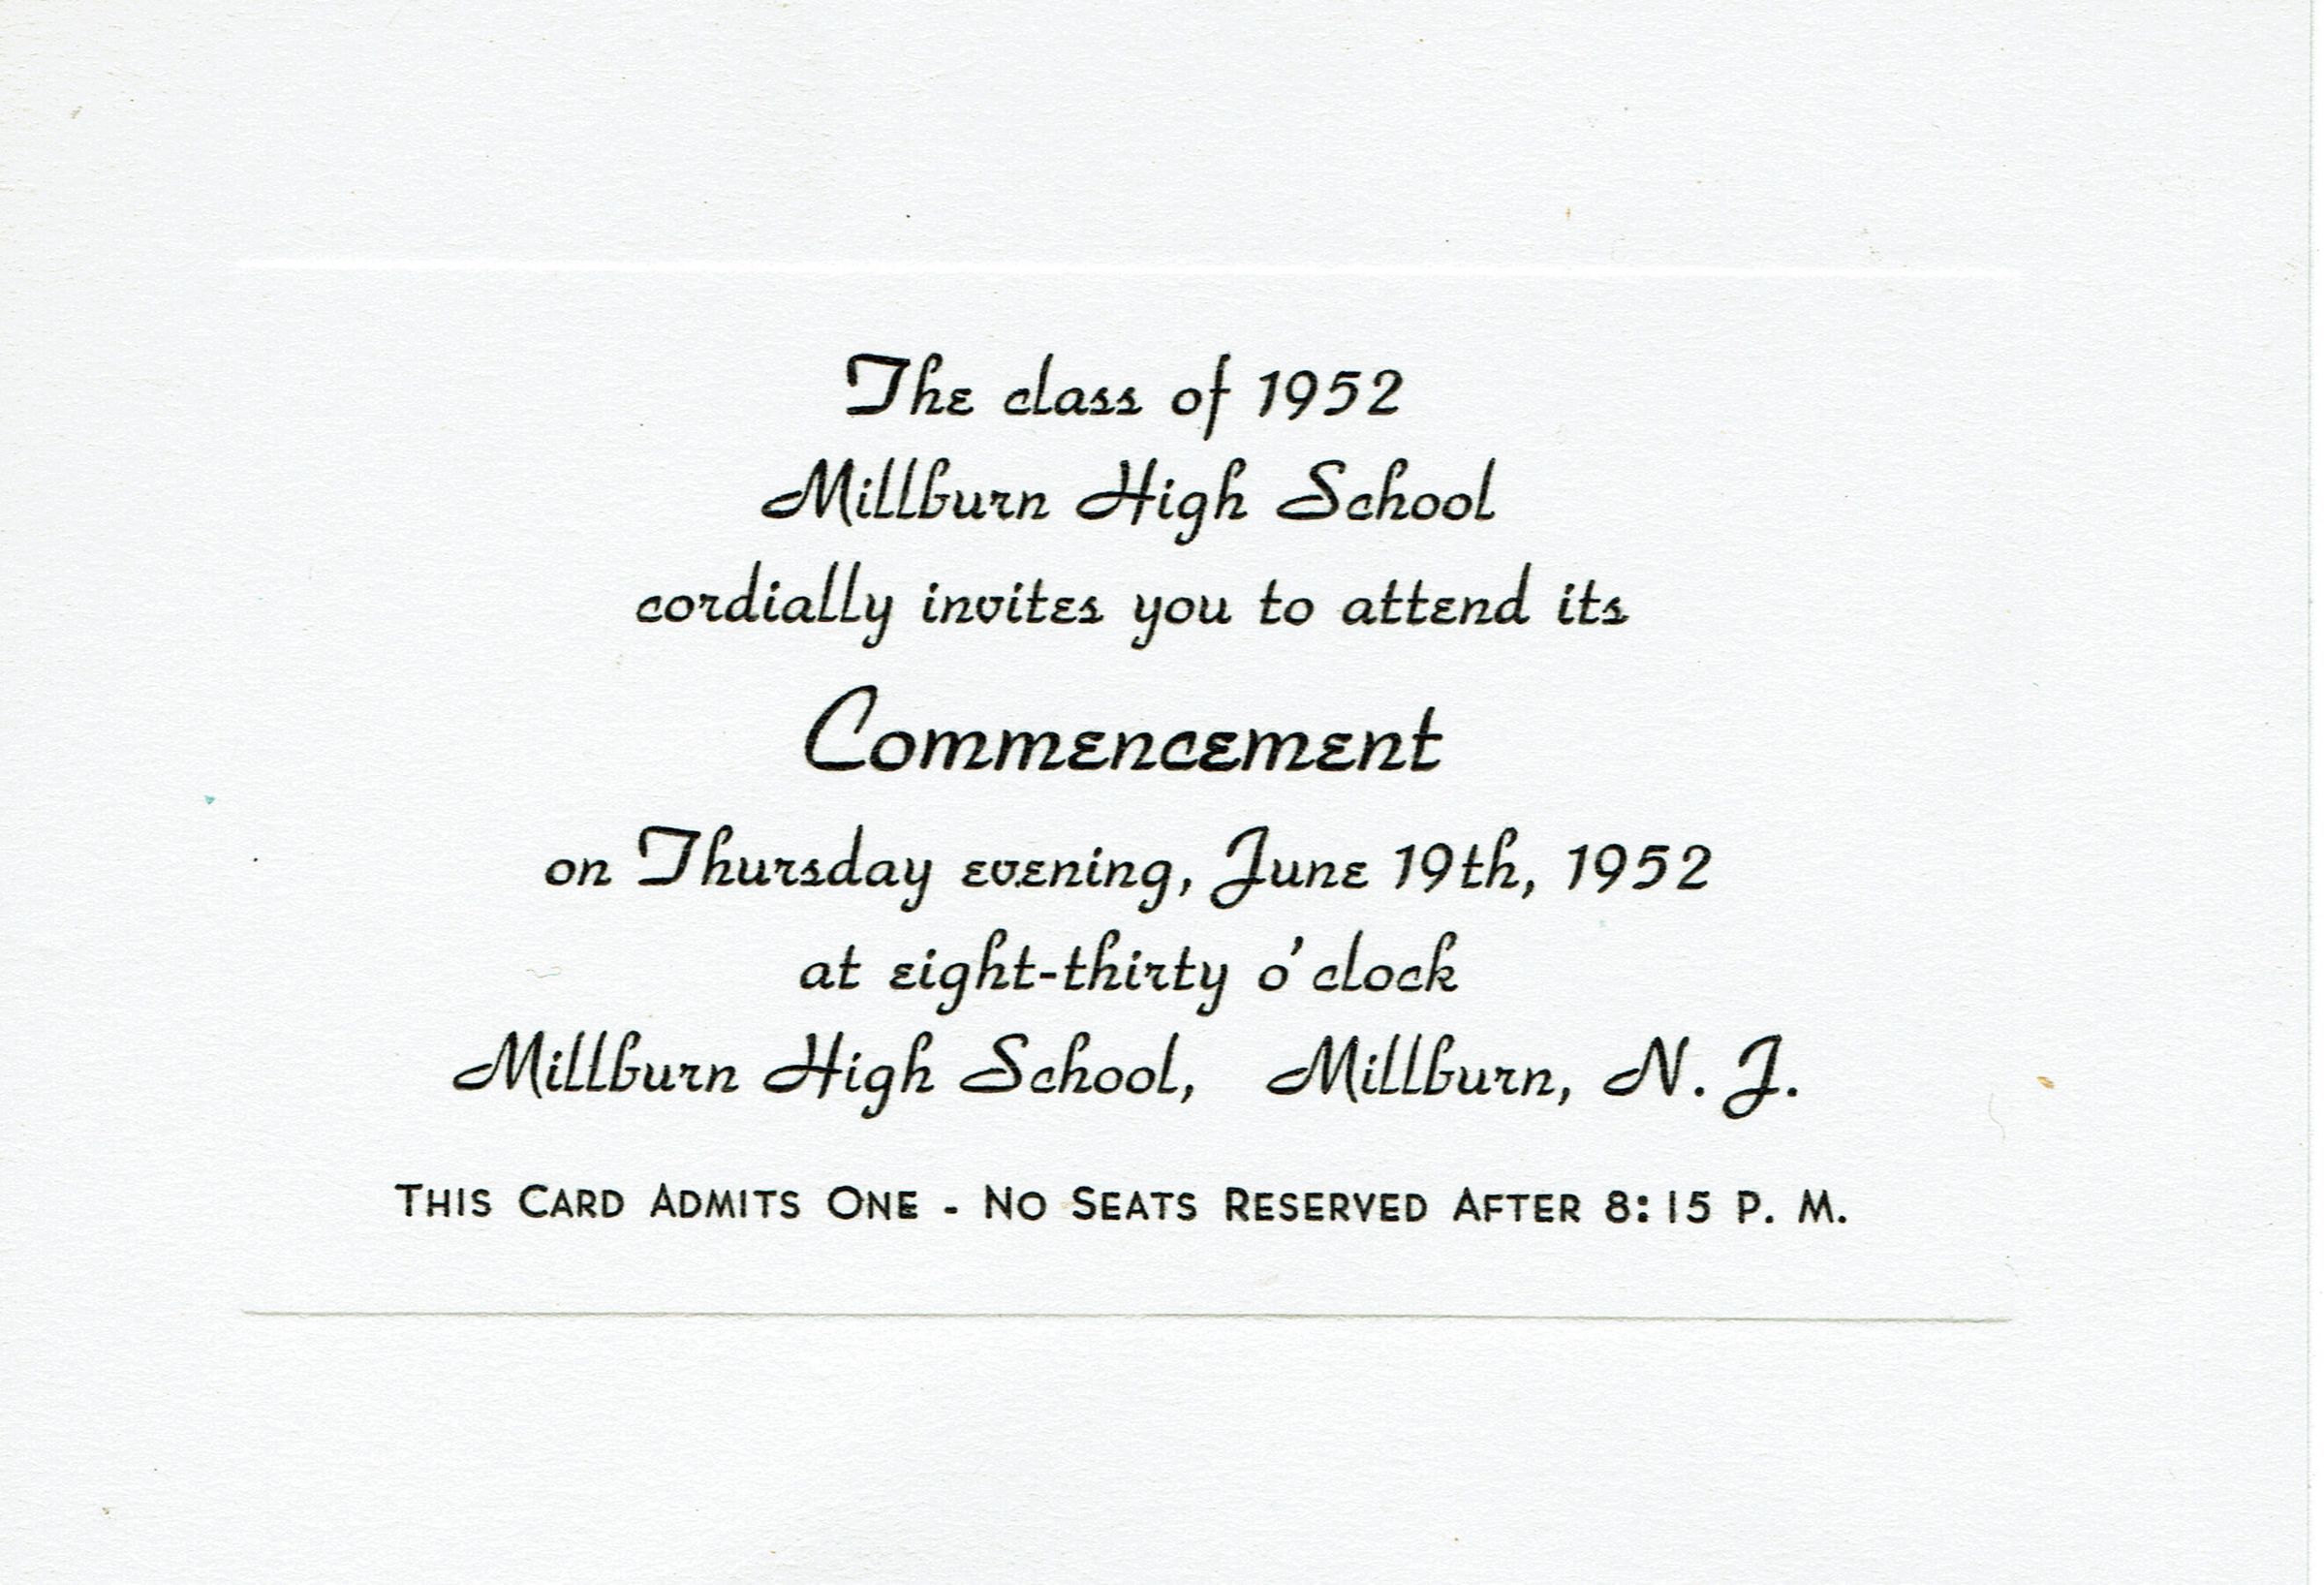 The class of 1952
Millburn High School
cordially invites you to attend its
Commencement
on Thursday evening, June 19th, 1952
at eight-thirty o'clock
Millburn High School, Millburn, N. J.
THIS CARD ADMITS ONE - NO SEATS RESERVED AFTER 8:15 P. M.